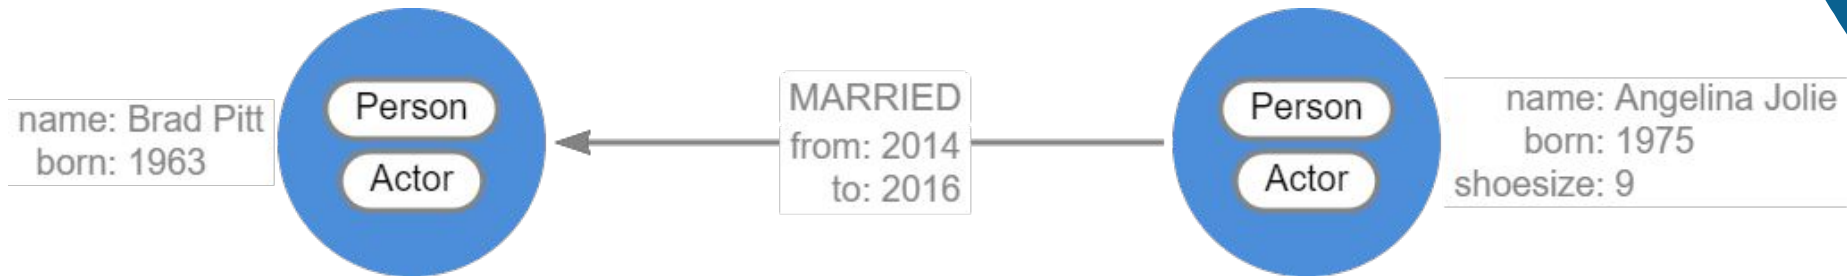 name: Brad Pitt
born: 1963
Person
Actor
MARRIED
from: 2014
to: 2016
Person
Actor
name: Angelina Jolie
born: 1975
shoesize: 9